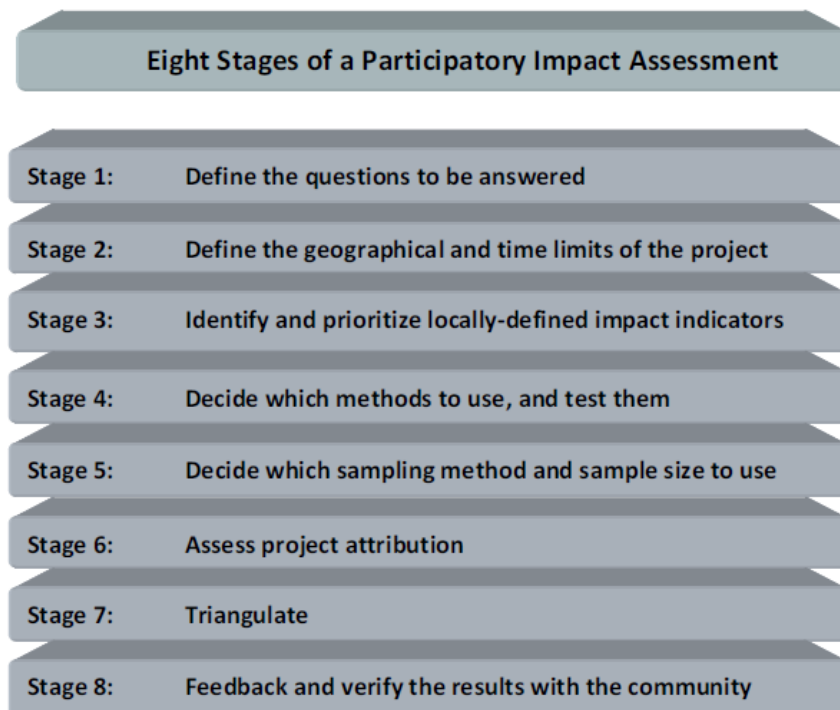 Eight Stages of a Participatory Impact Assessment
Stage 1: Define the questions to be answered
Stage 2: Define the geographical and time limits of the project
Stage 3: Identify and prioritize locally-defined impact indicators
Stage 4: Decide which methods to use, and test them
Stage 5: Decide which sampling method and sample size to use
Stage 6: Assess project attribution
Stage 7: Triangulate
Stage 8: Feedback and verify the results with the community